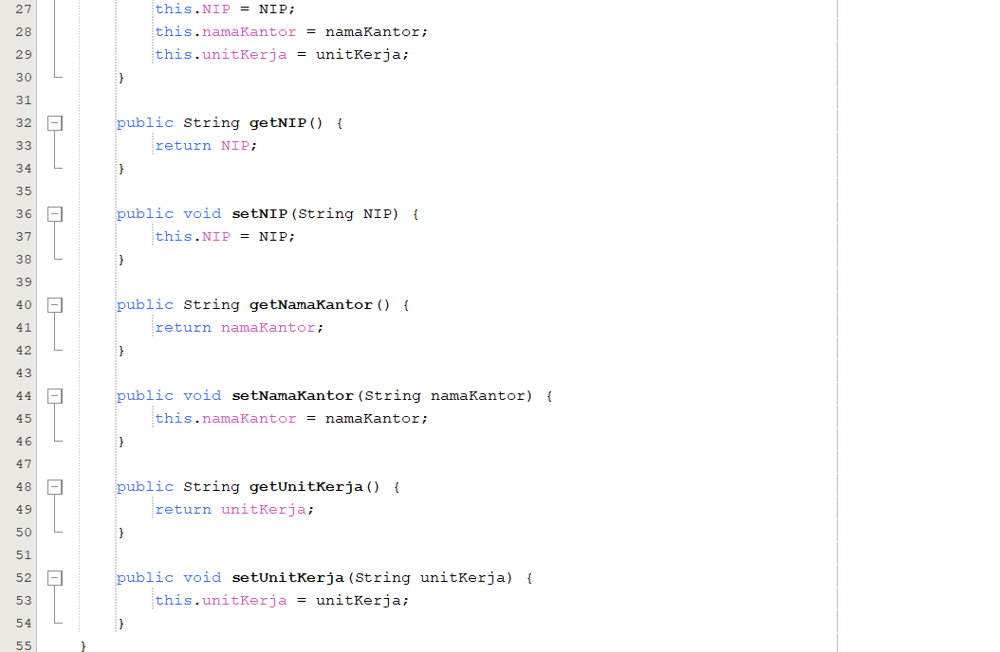 27 this.NIP = NIP;
28 this.namaKantor = namaKantor;
29 this.unitKerja = unitKerja;
30 }
31
32 public String getNIP() {
33 return NIP;
34 }
35
36 public void setNIP(String NIP) {
37 this.NIP = NIP;
38 }
39
40 public String getNamaKantor() {
41 return namaKantor;
42 }
43
44 public void setNamaKantor(String namaKantor) {
45 this.namaKantor = namaKantor;
46 }
47
48 public String getUnitKerja() {
49 return unitKerja;
50 }
51
52 public void setUnitKerja(String unitKerja) {
53 this.unitKerja = unitKerja;
54 }
55 }